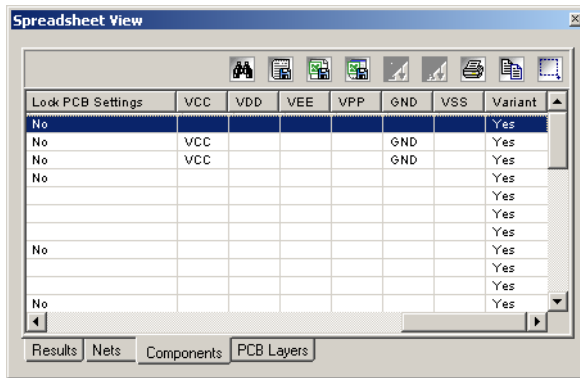 Spreadsheet View
Lock PCB Settings VCC VDD VEE VPP GND VSS Variant
No Yes
No VCC GND Yes
No VCC GND Yes
No Yes
Yes
Yes
Yes
No Yes
Yes
Yes
No Yes
Results Nets Components PCB Layers